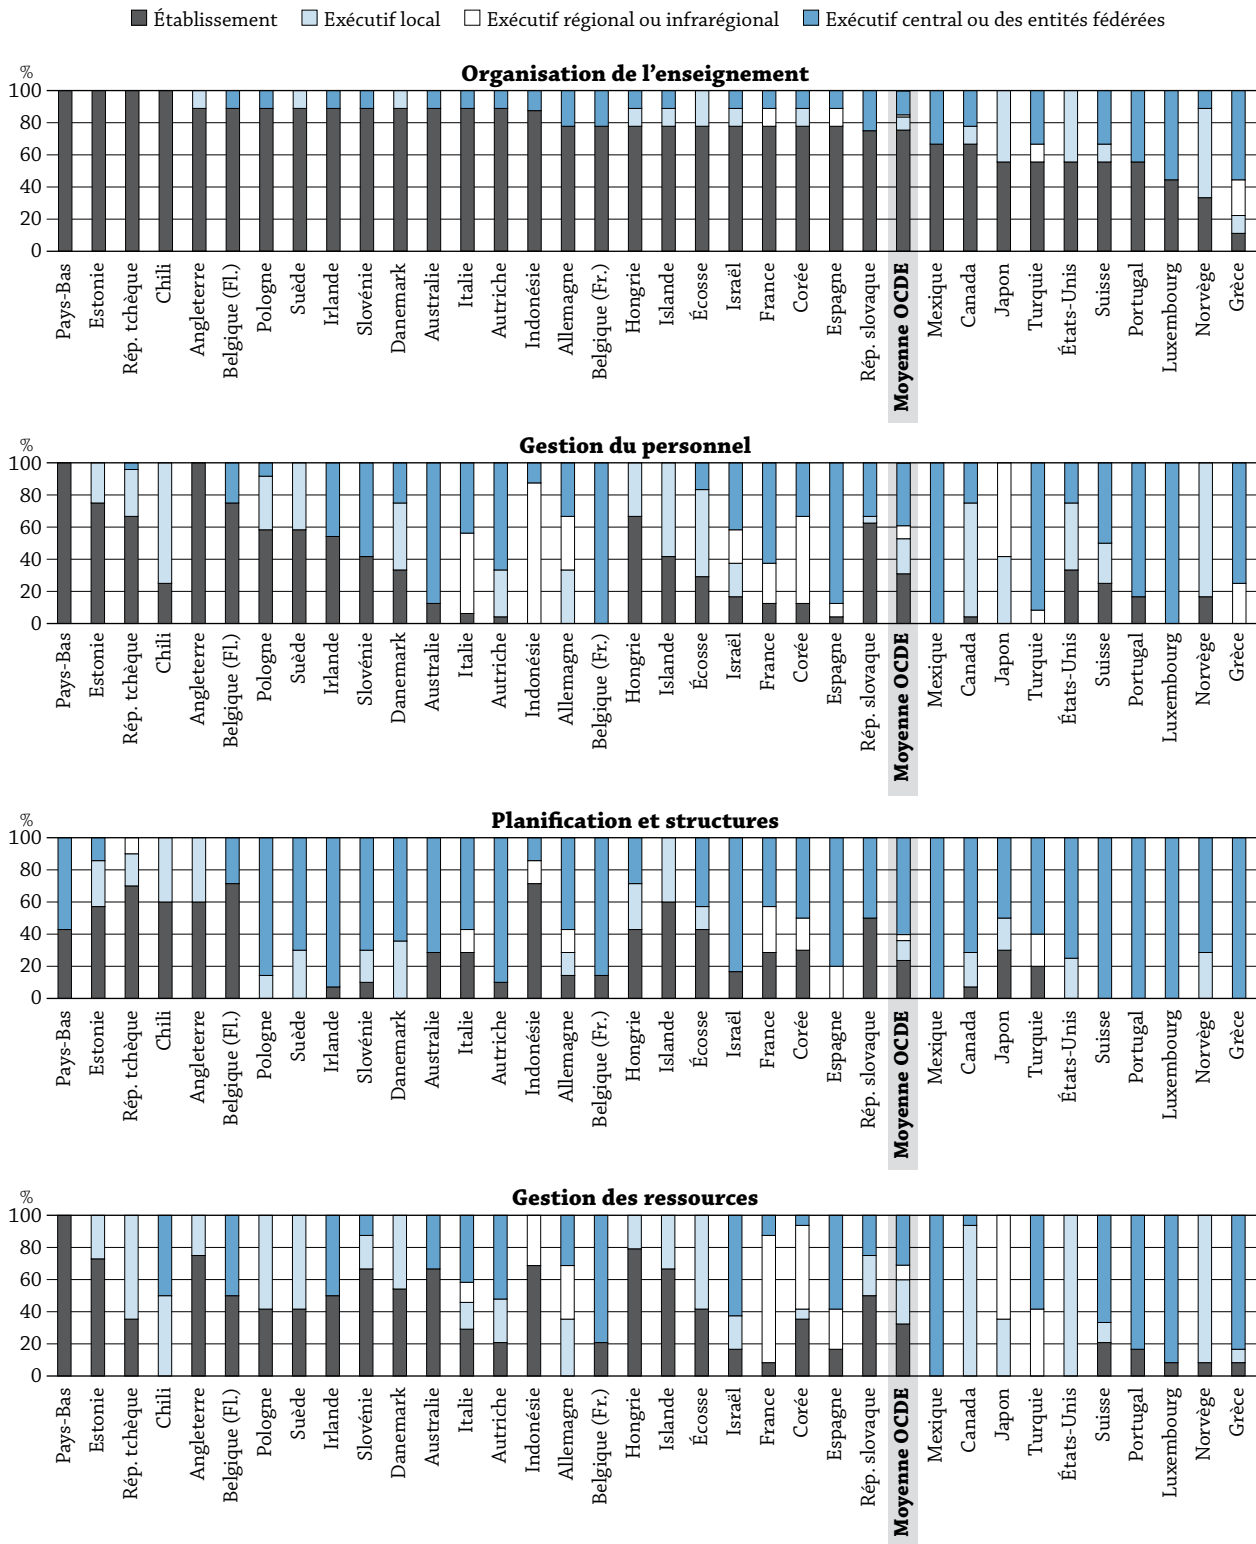 Établissement Exécutif local Exécutif régional ou infrarégional Exécutif central ou des entités fédérées
%
Organisation de l'enseignement
100
80
60
40
20
0
Pays-Bas
Estonie
Rép. tchèque
Chili
Angleterre
Belgique (Fl.)
Pologne
Suède
Irlande
Slovénie
Danemark
Australie
Italie
Autriche
Indonésie
Allemagne
Belgique (Fr.)
Hongrie
Islande
Écosse
Israël
France
Corée
Espagne
Rép. slovaque
Moyenne OCDE
Mexique
Canada
Japon
Turquie
États-Unis
Suisse
Portugal
Luxembourg
Norvège
Grèce
%
Gestion du personnel
100
80
60
40
20
0
Pays-Bas
Estonie
Rép. tchèque
Chili
Angleterre
Belgique (Fl.)
Pologne
Suède
Irlande
Slovénie
Danemark
Australie
Italie
Autriche
Indonésie
Allemagne
Belgique (Fr.)
Hongrie
Islande
Écosse
Israël
France
Corée
Espagne
Rép. slovaque
Moyenne OCDE
Mexique
Canada
Japon
Turquie
États-Unis
Suisse
Portugal
Luxembourg
Norvège
Grèce
%
Planification et structures
100
80
60
40
20
0
Pays-Bas
Estonie
Rép. tchèque
Chili
Angleterre
Belgique (Fl.)
Pologne
Suède
Irlande
Slovénie
Danemark
Australie
Italie
Autriche
Indonésie
Allemagne
Belgique (Fr.)
Hongrie
Islande
Écosse
Israël
France
Corée
Espagne
Rép. slovaque
Moyenne OCDE
Mexique
Canada
Japon
Turquie
États-Unis
Suisse
Portugal
Luxembourg
Norvège
Grèce
%
Gestion des ressources
100
80
60
40
20
0
Pays-Bas
Estonie
Rép. tchèque
Chili
Angleterre
Belgique (Fl.)
Pologne
Suède
Irlande
Slovénie
Danemark
Australie
Italie
Autriche
Indonésie
Allemagne
Belgique (Fr.)
Hongrie
Islande
Écosse
Israël
France
Corée
Espagne
Rép. slovaque
Moyenne OCDE
Mexique
Canada
Japon
Turquie
États-Unis
Suisse
Portugal
Luxembourg
Norvège
Grèce